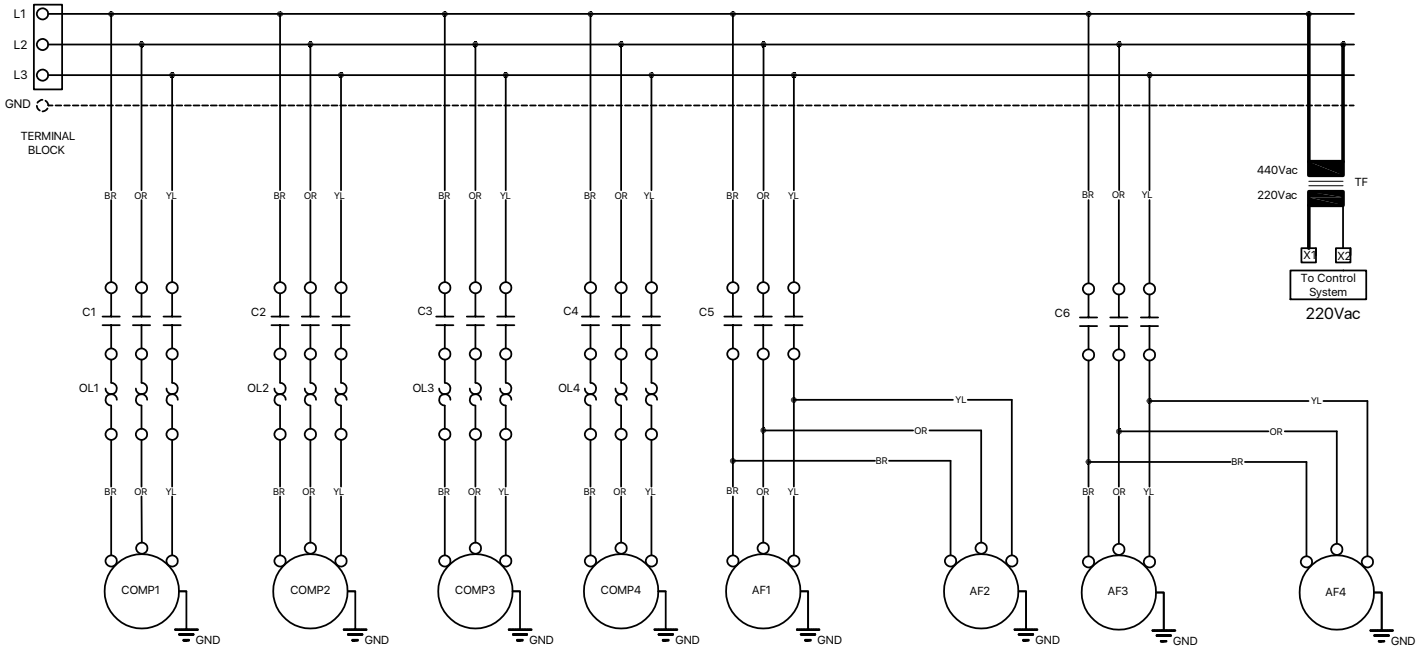 L1
L2
L3
GND
TERMINAL
BLOCK
BR OR YL BR OR YL BR OR YL BR OR YL BR OR YL BR OR YL
440Vac
TF
220Vac
X1 X2
To Control
System
220Vac
C1 C2 C3 C4 C5 C6
OL1 OL2 OL3 OL4
YL YL
OR OR
BR BR
BR OR YL BR OR YL BR OR YL BR OR YL BR OR YL BR OR YL
COMP1 COMP2 COMP3 COMP4 AF1 AF2 AF3 AF4
GND GND GND GND GND GND GND GND